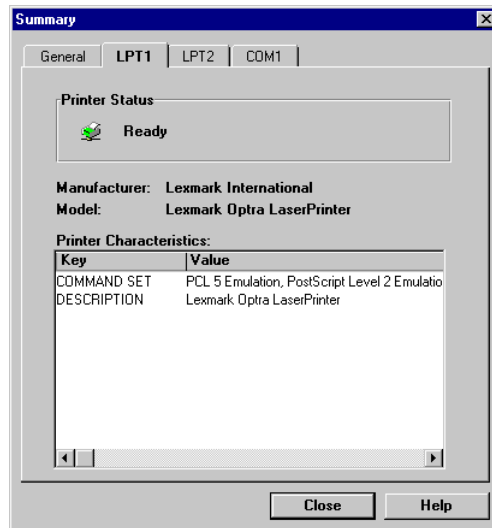 Summary
General LPT1 LPT2 COM1
Printer Status
Ready
Manufacturer: Lexmark International
Model: Lexmark Optra LaserPrinter
Printer Characteristics:
Key Value
COMMAND SET PCL 5 Emulation, PostScript Level 2 Emulatio
DESCRIPTION Lexmark Optra LaserPrinter
Close Help